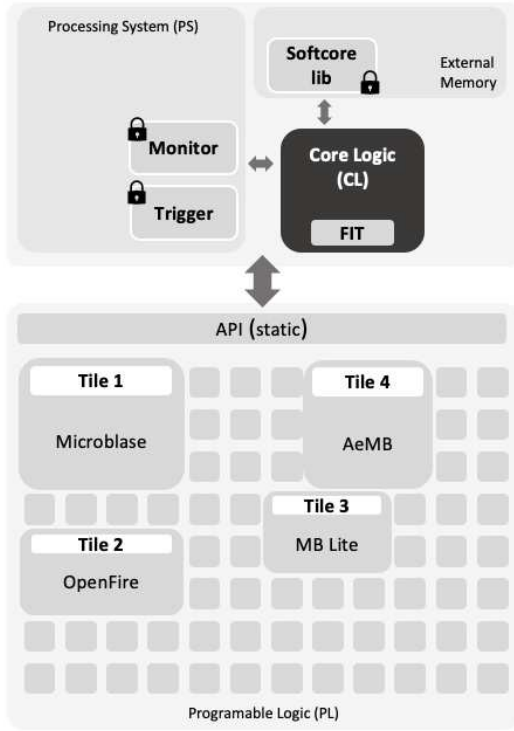 Processing System (PS)
Softcore
lib
External
Memory
Monitor
Trigger
Core Logic
(CL)
FIT
API (static)
Tile 1
Microblase
Tile 4
AeMB
Tile 3
MB Lite
Tile 2
OpenFire
Programable Logic (PL)